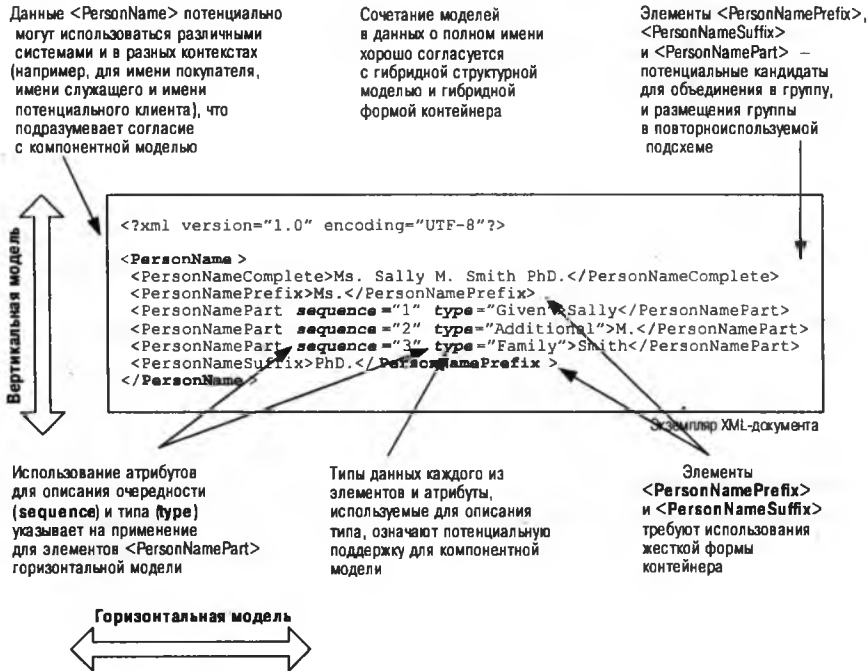 Данные <PersonName> потенциально
могут использоваться различными
системами и в разных контекстах
(например, для имени покупателя,
имени служащего и имени
потенциального клиента), что
подразумевает согласие
с компонентной моделью
Сочетание моделей
в данных о полном имени
хорошо согласуется
с гибридной структурной
моделью и гибридной
формой контейнера
Элементы <PersonNamePrefix>,
<PersonNameSuffix>
и <PersonNamePart> —
потенциальные кандидаты
для объединения в группу,
и размещения группы
в повторноиспользуемой
подсхеме
Вертикальная модель
<?xml version="1.0" encoding="UTF-8"?>
<PersonName >
<PersonNameComplete>Ms. Sally M. Smith PhD.</PersonNameComplete>
<PersonNamePrefix>Ms.</PersonNamePrefix>
<PersonNamePart sequence ="1" type="Given">Sally</PersonNamePart>
<PersonNamePart sequence ="2" type="Additional">M.</PersonNamePart>
<PersonNamePart sequence ="3" type="Family">Smith</PersonNamePart>
<PersonNameSuffix>PhD.</PersonNamePrefix >
</PersonName >
Экземпляр XML-документа
Использование атрибутов
для описания очередности
(sequence) и типа (type)
указывает на применение
для элементов <PersonNamePart>
горизонтальной модели
Типы данных каждого из
элементов и атрибуты,
используемые для описания
типа, означают потенциальную
поддержку для компонентной
модели
Элементы
<PersonNamePrefix>
и <PersonNameSuffix>
требуют использования
жесткой формы
контейнера
Горизонтальная модель